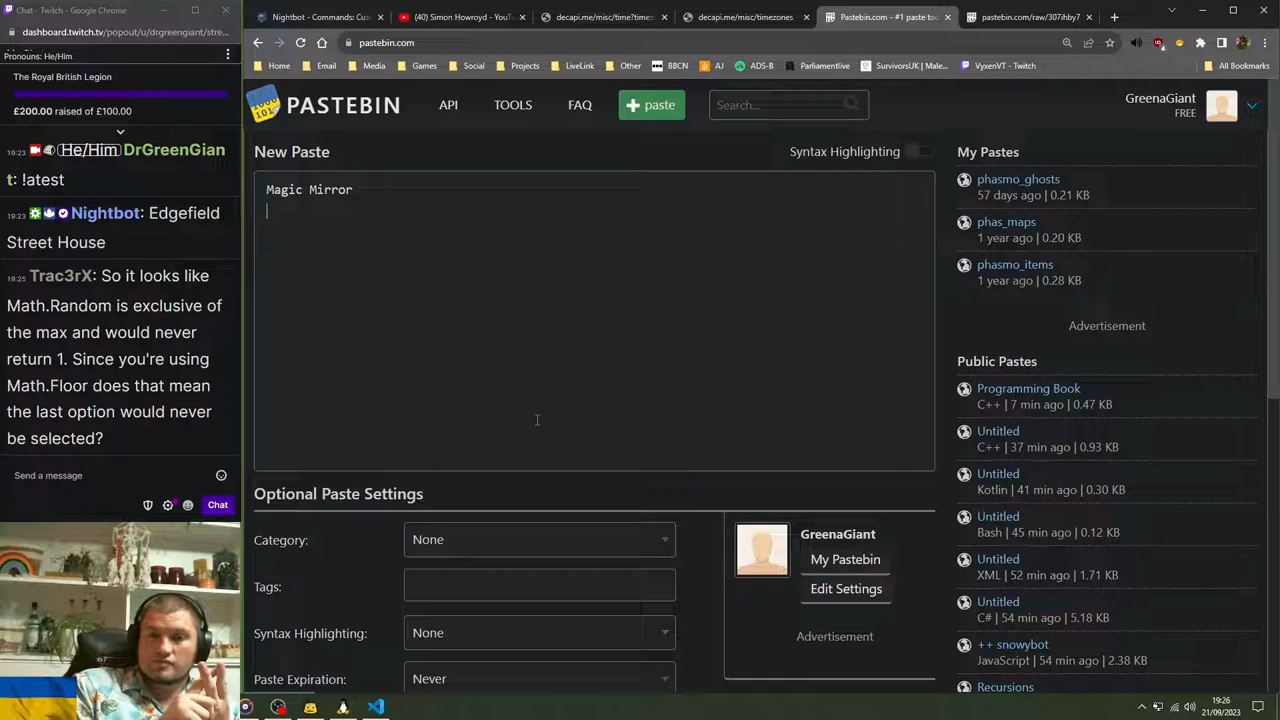 Chat - Twitch - Google Chrome
dashboard.twitch.tv/popout/u/drgreengiant/stre...
Pronouns: He/Him
The Royal British Legion
£200.00 raised of £100.00
19:23 He/Him DrGreenGian
t: !atest
19:23 Nightbot: Edgefield
Street House
19:25 Trac3rX: So it looks like
Math.Random is exclusive of
the max and would never
return 1. Since you're using
Math.Floor does that mean
the last option would never
be selected?
Send a message
Chat
Nightbot - Commands: Cus
(40) Simon Howroyd - YouT
decapi.me/misc/time?timez
decapi.me/misc/timezones
Pastebin.com - #1 paste too
pastebin.com/raw/307ihby7
pastebin.com
Home
Email
Media
Games
Social
Projects
LiveLink
Other
BBCN
AJ
ADS-B
Parliamentlive
SurvivorsUK | Male...
VyxenVT - Twitch
All Bookmarks
PASTEBIN
API
TOOLS
FAQ
+ paste
Search...
GreenaGiant
FREE
New Paste
Syntax Highlighting
Magic Mirror
Optional Paste Settings
Category:
None
Tags:
Syntax Highlighting:
None
Paste Expiration:
Never
GreenaGiant
My Pastebin
Edit Settings
Advertisement
My Pastes
phasmo_ghosts
57 days ago | 0.21 KB
phas_maps
1 year ago | 0.20 KB
phasmo_items
1 year ago | 0.28 KB
Advertisement
Public Pastes
Programming Book
C++ | 7 min ago | 0.47 KB
Untitled
C++ | 37 min ago | 0.93 KB
Untitled
Kotlin | 41 min ago | 0.30 KB
Untitled
Bash | 45 min ago | 0.12 KB
Untitled
XML | 52 min ago | 1.71 KB
Untitled
C# | 54 min ago | 5.18 KB
++ snowybot
JavaScript | 54 min ago | 2.38 KB
Recursions
19:26
21/09/2023